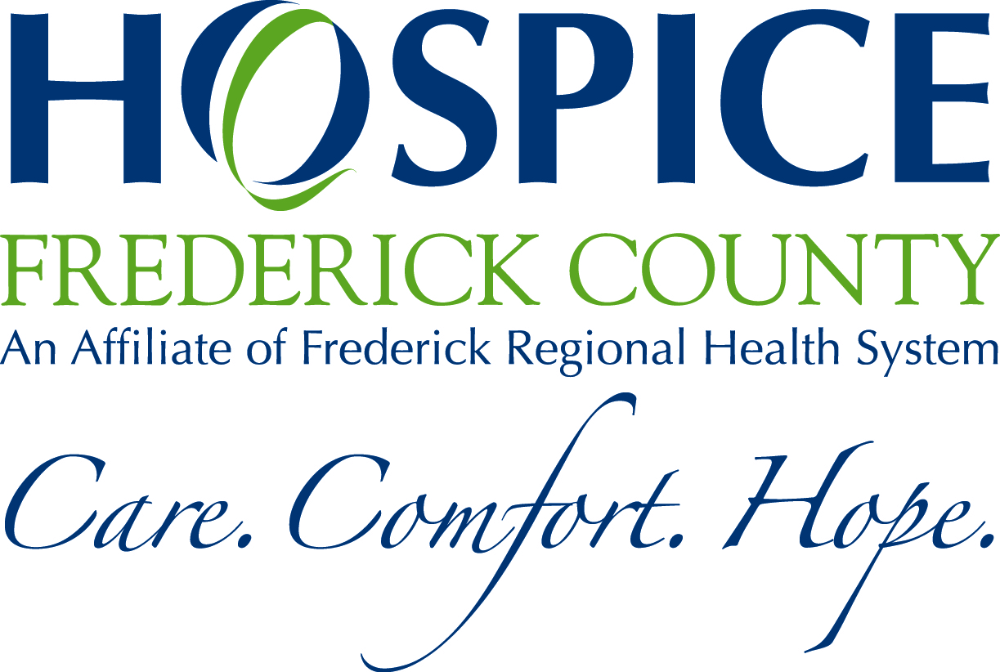 HOSPICE
FREDERICK COUNTY
An Affiliate of Frederick Regional Health System
Care. Comfort. Hope.